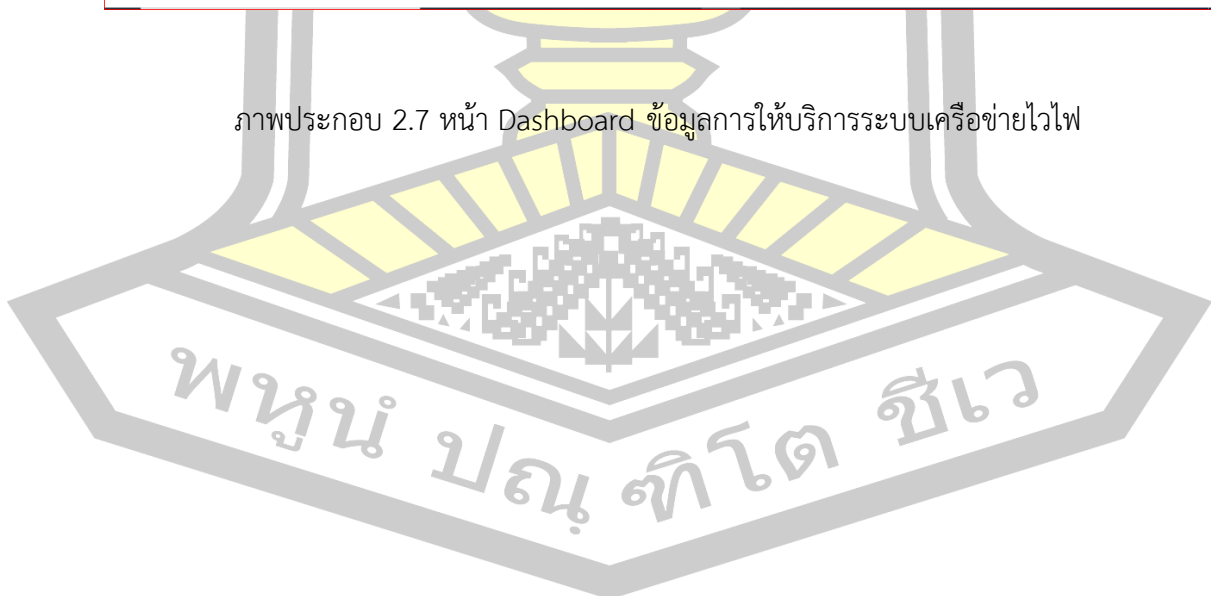 ภาพประกอบ 2.7 หน้า Dashboard ข้อมูลการให้บริการระบบเครือข่ายไวไฟ
พหูนํ ปณฺฑิโต ชีเว